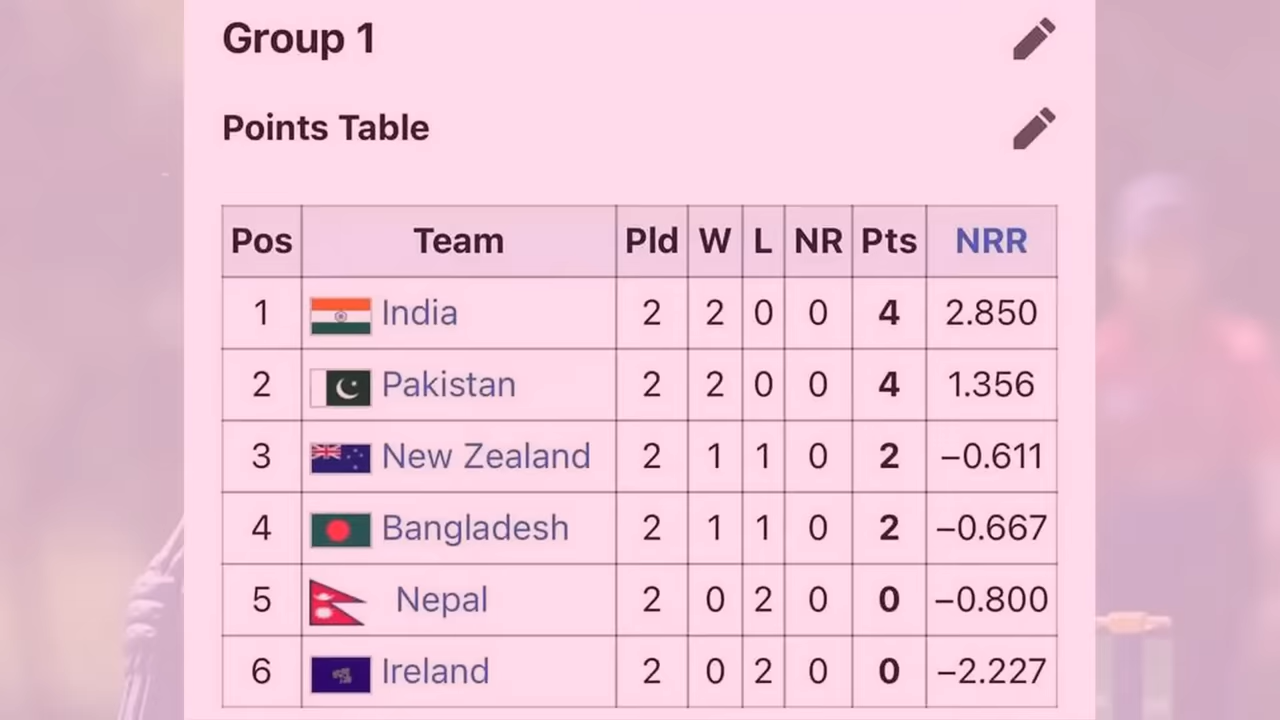 Group 1
Points Table
Pos Team Pld W L NR Pts NRR
1 India 2 2 0 0 4 2.850
2 Pakistan 2 2 0 0 4 1.356
3 New Zealand 2 1 1 0 2 −0.611
4 Bangladesh 2 1 1 0 2 −0.667
5 Nepal 2 0 2 0 0 −0.800
6 Ireland 2 0 2 0 0 −2.227